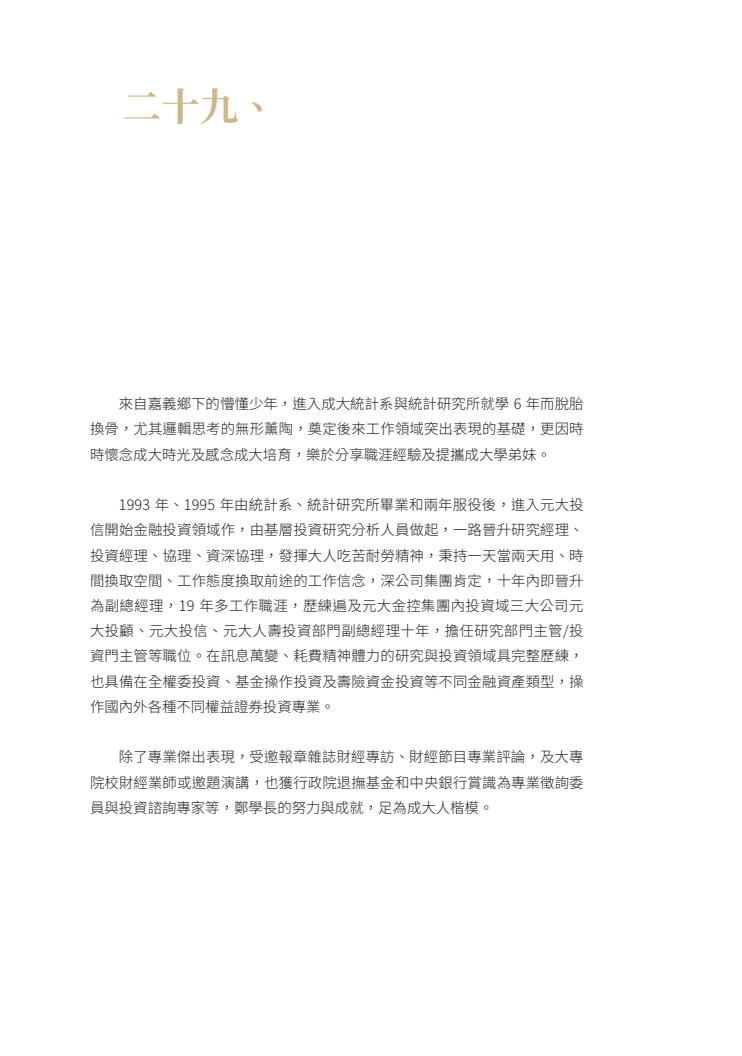 二十九、
來自嘉義鄉下的懵懂少年，進入成大統計系與統計研究所就學 6 年而脫胎
換骨，尤其邏輯思考的無形薰陶，奠定後來工作領域突出表現的基礎，更因時
時懷念成大時光及感念成大培育，樂於分享職涯經驗及提攜成大學弟妹。
1993 年、1995 年由統計系、統計研究所畢業和兩年服役後，進入元大投
信開始金融投資領域作，由基層投資研究分析人員做起，一路晉升研究經理、
投資經理、協理、資深協理，發揮大人吃苦耐勞精神，秉持一天當兩天用、時
間換取空間、工作態度換取前途的工作信念，深公司集團肯定，十年內即晉升
為副總經理，19 年多工作職涯，歷練遍及元大金控集團內投資域三大公司元
大投顧、元大投信、元大人壽投資部門副總經理十年，擔任研究部門主管/投
資門主管等職位。在訊息萬變、耗費精神體力的研究與投資領域具完整歷練，
也具備在全權委投資、基金操作投資及壽險資金投資等不同金融資產類型，操
作國內外各種不同權益證券投資專業。
除了專業傑出表現，受邀報章雜誌財經專訪、財經節目專業評論，及大專
院校財經業師或邀題演講，也獲行政院退撫基金和中央銀行賞識為專業徵詢委
員與投資諮詢專家等，鄭學長的努力與成就，足為成大人楷模。